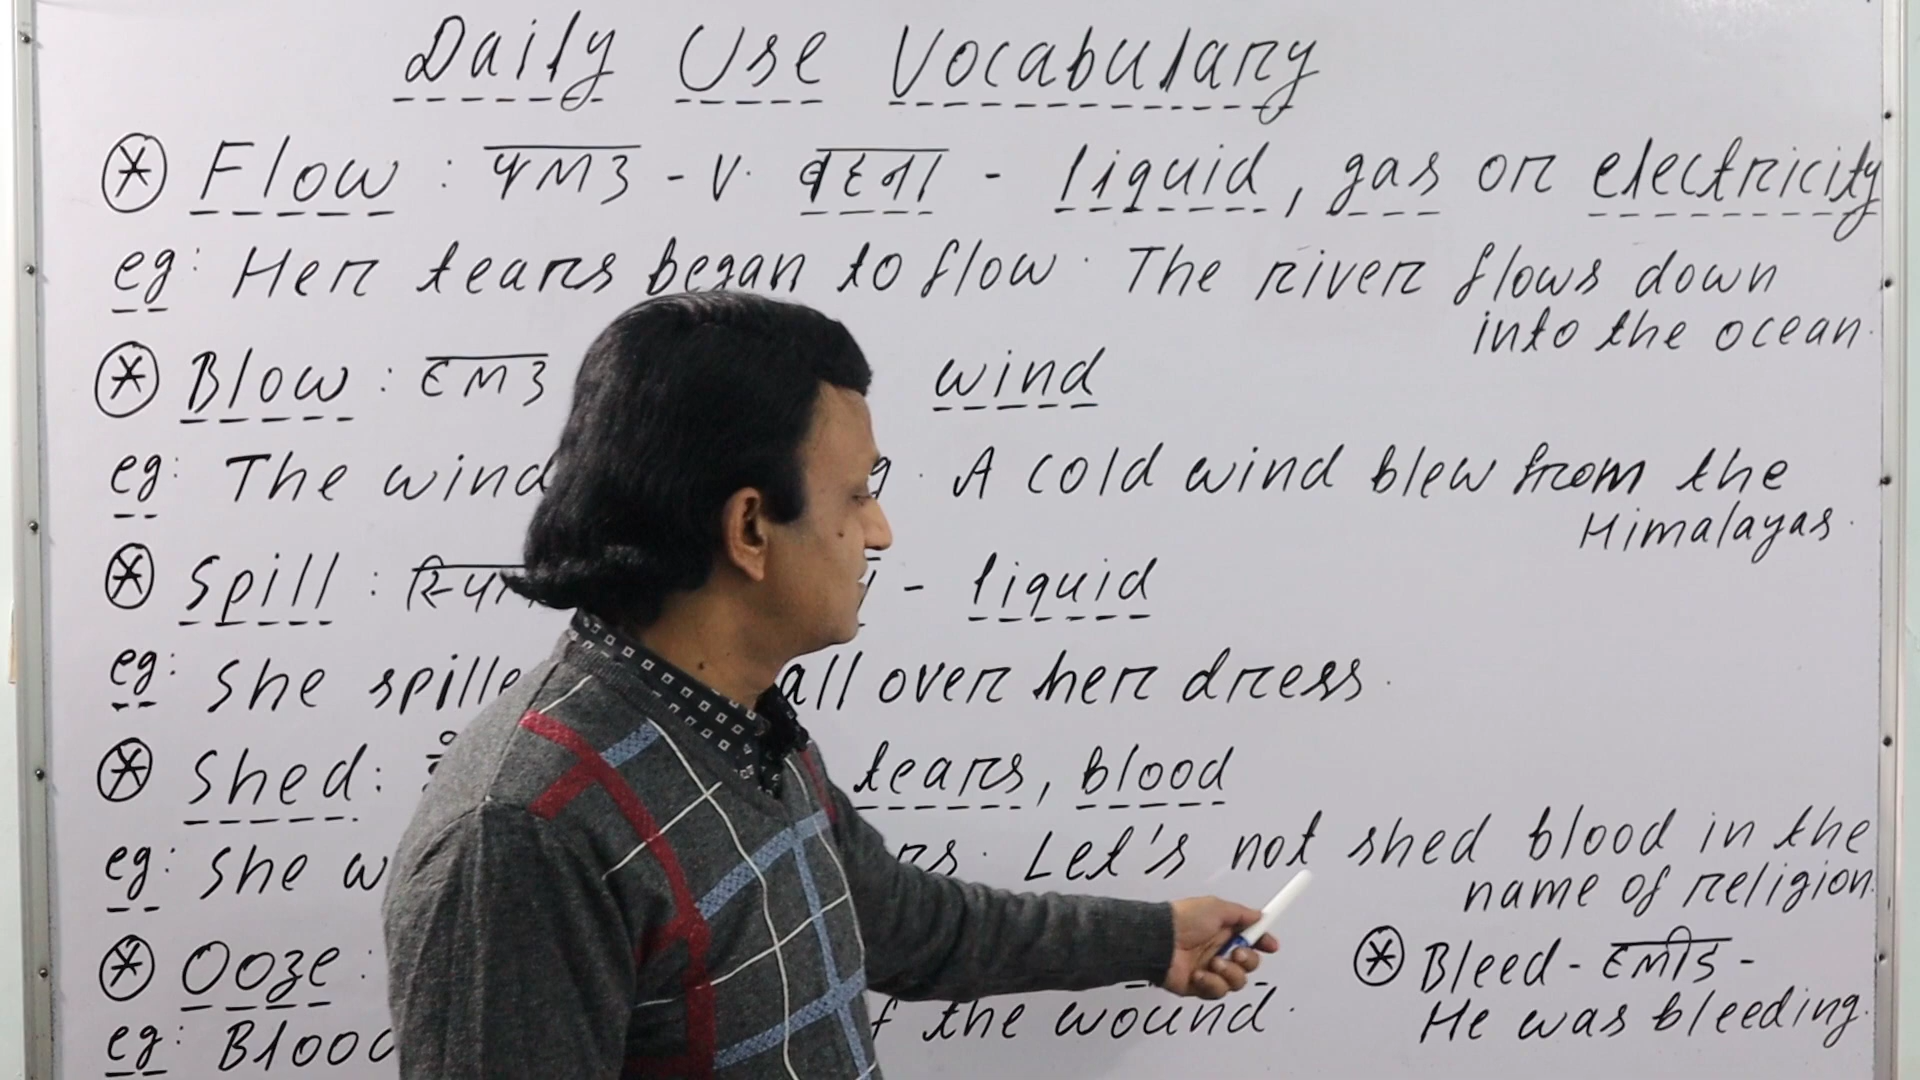 Daily Use Vocabulary
* Flow : फ्लो - V. बहना - liquid, gas or electricity
eg: Her tears began to flow. The river flows down
into the ocean.
* Blow : ब्लो wind
eg: The wind A cold wind blew from the
Himalayas.
* Spill : - liquid
eg: She all over her dress.
* Shed : tears, blood
eg: She Let's not shed blood in the
name of religion.
* Ooze :
eg: Blood the wound.
* Bleed - ब्लीड -
He was bleeding.